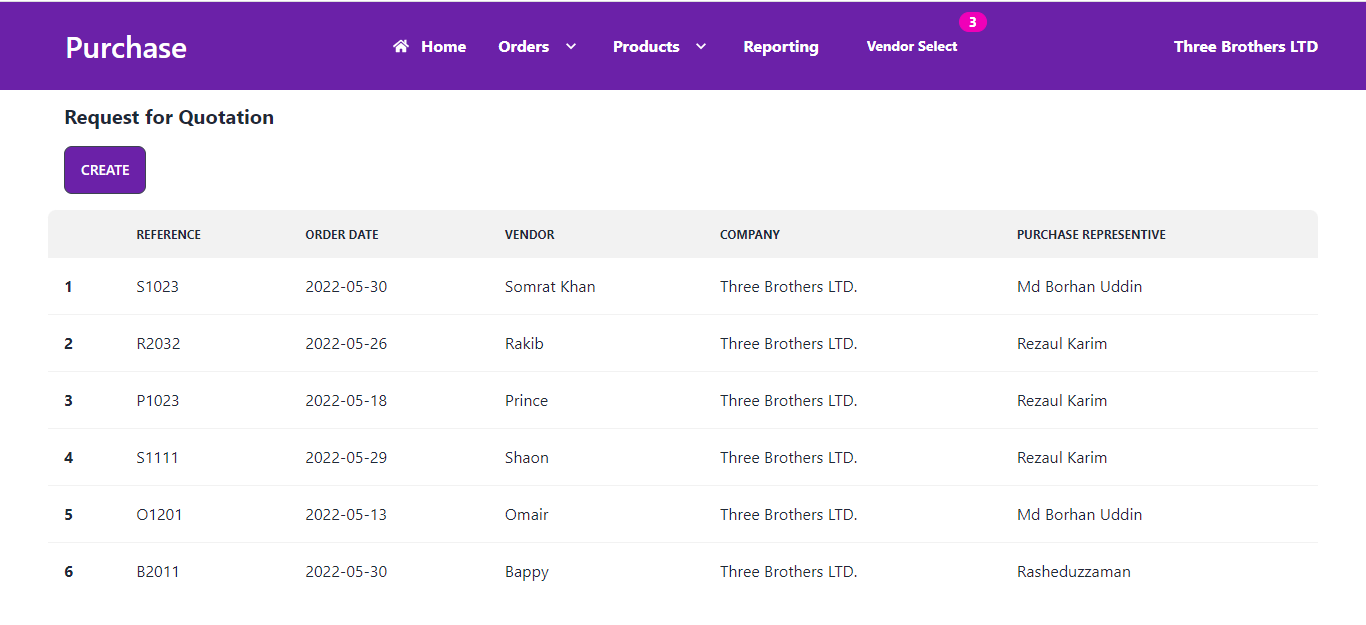 3
Purchase Home Orders Products Reporting Vendor Select Three Brothers LTD
Request for Quotation
CREATE
REFERENCE ORDER DATE VENDOR COMPANY PURCHASE REPRESENTIVE
1 S1023 2022-05-30 Somrat Khan Three Brothers LTD. Md Borhan Uddin
2 R2032 2022-05-26 Rakib Three Brothers LTD. Rezaul Karim
3 P1023 2022-05-18 Prince Three Brothers LTD. Rezaul Karim
4 S1111 2022-05-29 Shaon Three Brothers LTD. Rezaul Karim
5 O1201 2022-05-13 Omair Three Brothers LTD. Md Borhan Uddin
6 B2011 2022-05-30 Bappy Three Brothers LTD. Rasheduzzaman